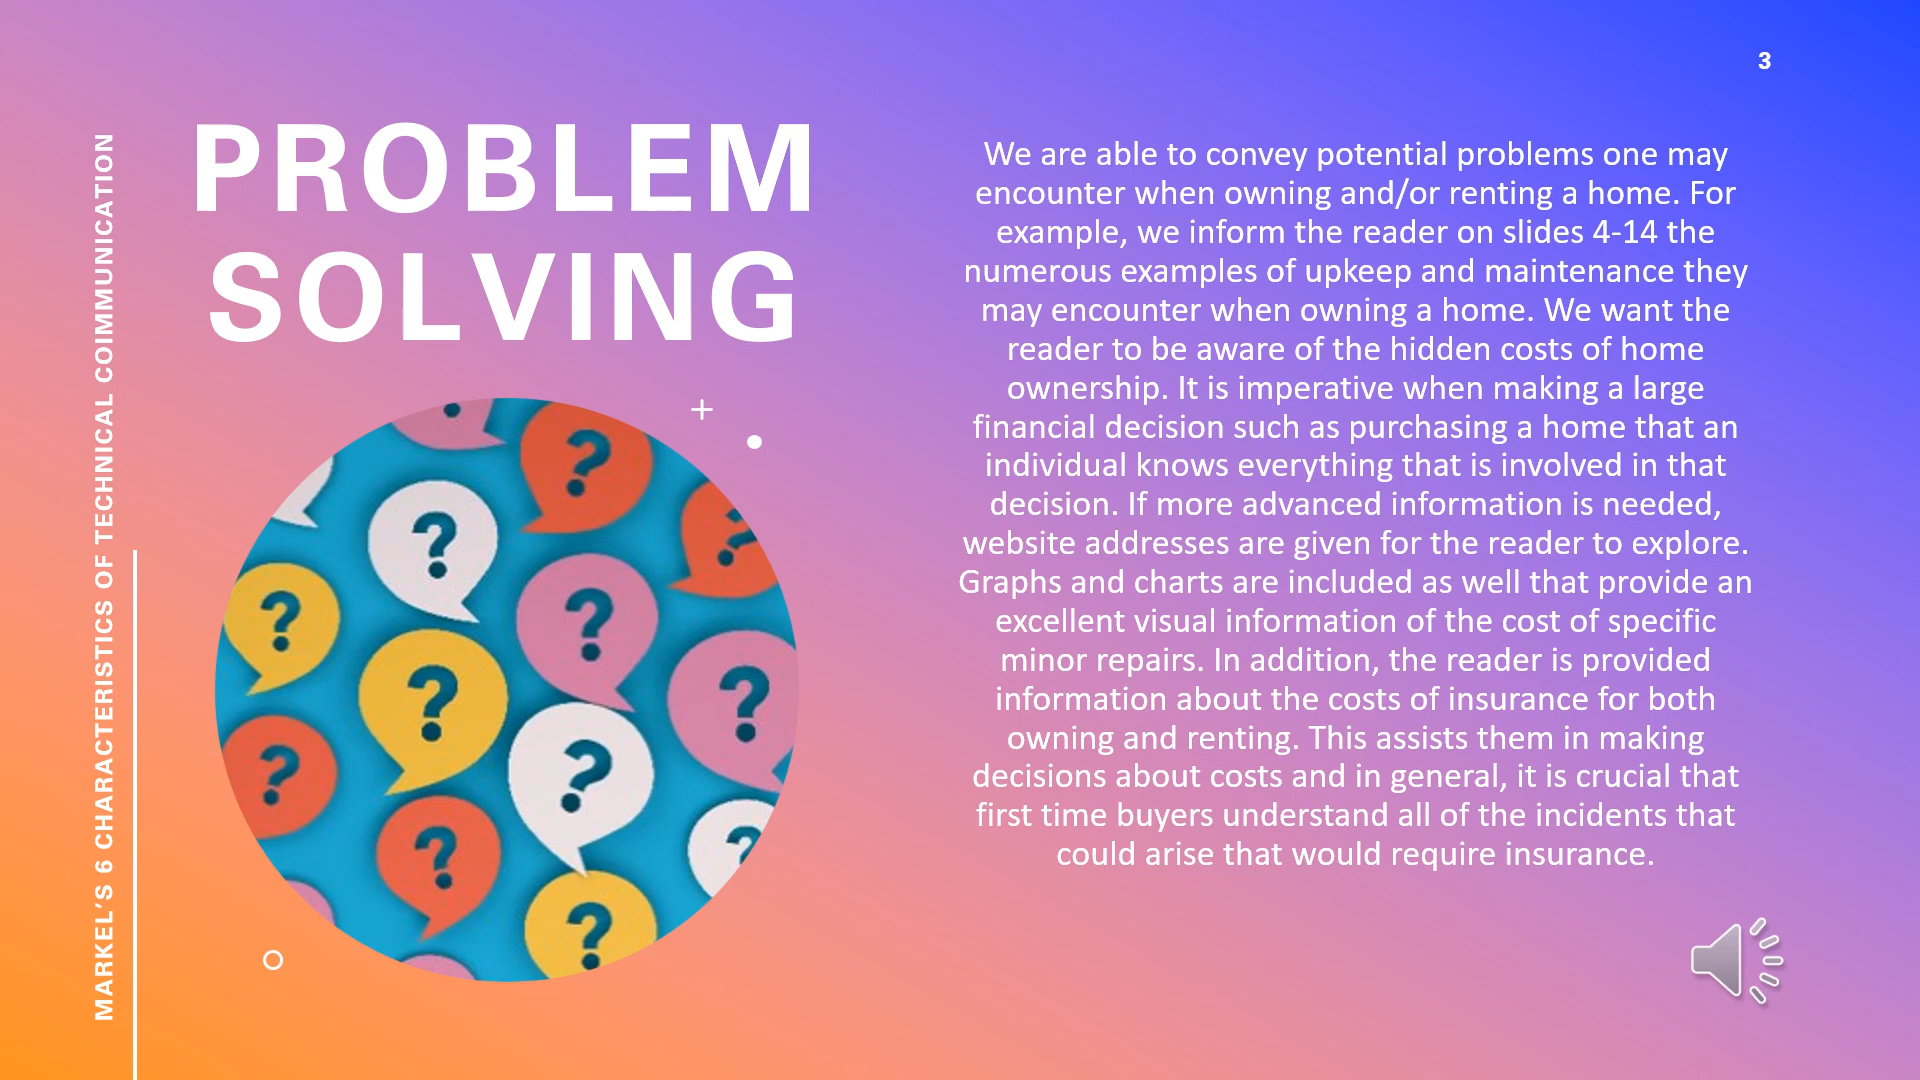 3
MARKEL'S 6 CHARACTERISTICS OF TECHNICAL COIMMUNICATION
PROBLEM
SOLVING
We are able to convey potential problems one may
encounter when owning and/or renting a home. For
example, we inform the reader on slides 4-14 the
numerous examples of upkeep and maintenance they
may encounter when owning a home. We want the
reader to be aware of the hidden costs of home
ownership. It is imperative when making a large
financial decision such as purchasing a home that an
individual knows everything that is involved in that
decision. If more advanced information is needed,
website addresses are given for the reader to explore.
Graphs and charts are included as well that provide an
excellent visual information of the cost of specific
minor repairs. In addition, the reader is provided
information about the costs of insurance for both
owning and renting. This assists them in making
decisions about costs and in general, it is crucial that
first time buyers understand all of the incidents that
could arise that would require insurance.